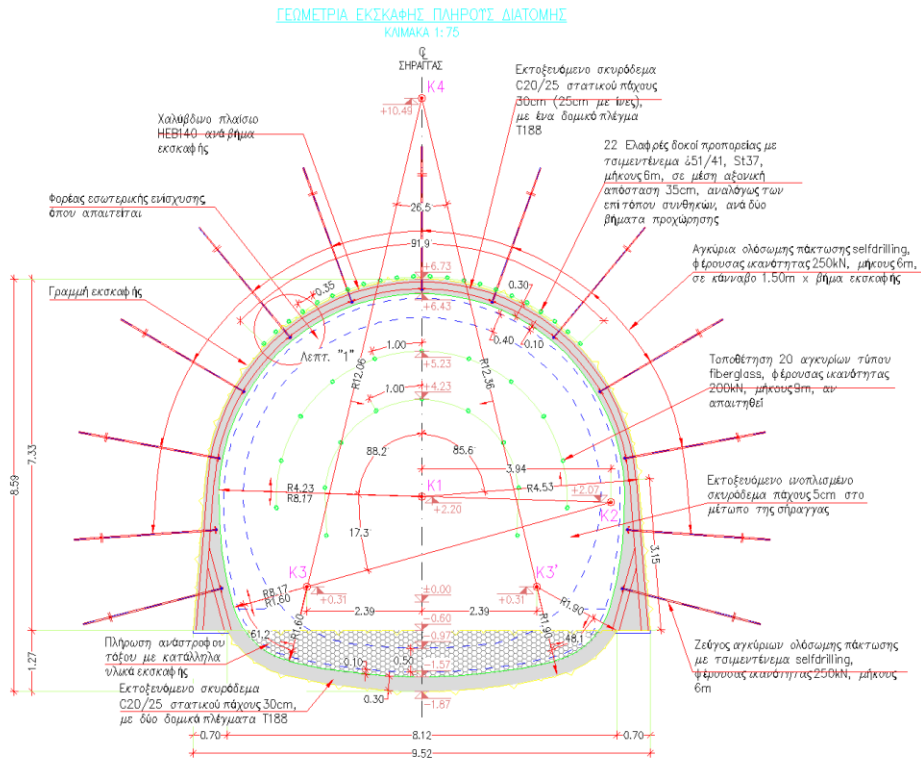 ΓΕΩΜΕΤΡΙΑ ΕΚΣΚΑΦΗΣ ΠΛΗΡΟΥΣ ΔΙΑΤΟΜΗΣ
ΚΛΙΜΑΚΑ 1:75
ΣΗΡΑΓΓΑΣ
K4
+10.49
Εκτοξευόμενο σκυρόδεμα
C20/25 στατικού πάχους
30cm (25cm με ίνες),
με ένα δομικό πλέγμα
T188
Χαλύβδινο πλαίσιο
HEB140 ανά βήμα
εκσκαφής
22 Ελαφρές δοκοί προπορείας με
τσιμεντένεμα ∅51/41, St37,
μήκους 6m, σε μέση αξονική
απόσταση 35cm, αναλόγως των
επί τόπου συνθηκών, ανά δύο
βήματα προχώρησης
Φορέας εσωτερικής ενίσχυσης,
όπου απαιτείται
26.5
91.9
Αγκύρια ολόσωμης πάκτωσης selfdrilling,
φέρουσας ικανότητας 250kN, μήκους 6m,
σε κάνναβο 1.50m x βήμα εκσκαφής
Γραμμή εκσκαφής
+6.73
0.35
0.30
+6.43
0.40
0.10
Λεπτ. "1"
1.00
+5.23
R12.06
R12.36
1.00
+4.23
Τοποθέτηση 20 αγκυρίων τύπου
fiberglass, φέρουσας ικανότητας
200kN, μήκους 9m, αν
απαιτηθεί
8.59
7.33
88.2
85.6
3.94
R4.23
R8.17
K1
R4.53
+2.07
+2.20
K2
Εκτοξευόμενο ινοπλισμένο
σκυρόδεμα πάχους 5cm στο
μέτωπο της σήραγγας
17.3
3.15
K3
K3'
R8.17
R1.60
+0.31
±0.00
+0.31
2.39
2.39
R1.90
-0.60
R1.60
R1.90
61.2
-0.97
48.1
Πλήρωση ανάστροφου
τόξου με κατάλληλα
υλικά εκσκαφής
1.27
0.10
0.50
-1.57
Ζεύγος αγκυρίων ολόσωμης πάκτωσης
με τσιμεντένεμα selfdrilling,
φέρουσας ικανότητας 250kN, μήκους
6m
Εκτοξευόμενο σκυρόδεμα
C20/25 στατικού πάχους 30cm,
με δύο δομικά πλέγματα T188
0.30
-1.87
0.70
8.12
0.70
9.52